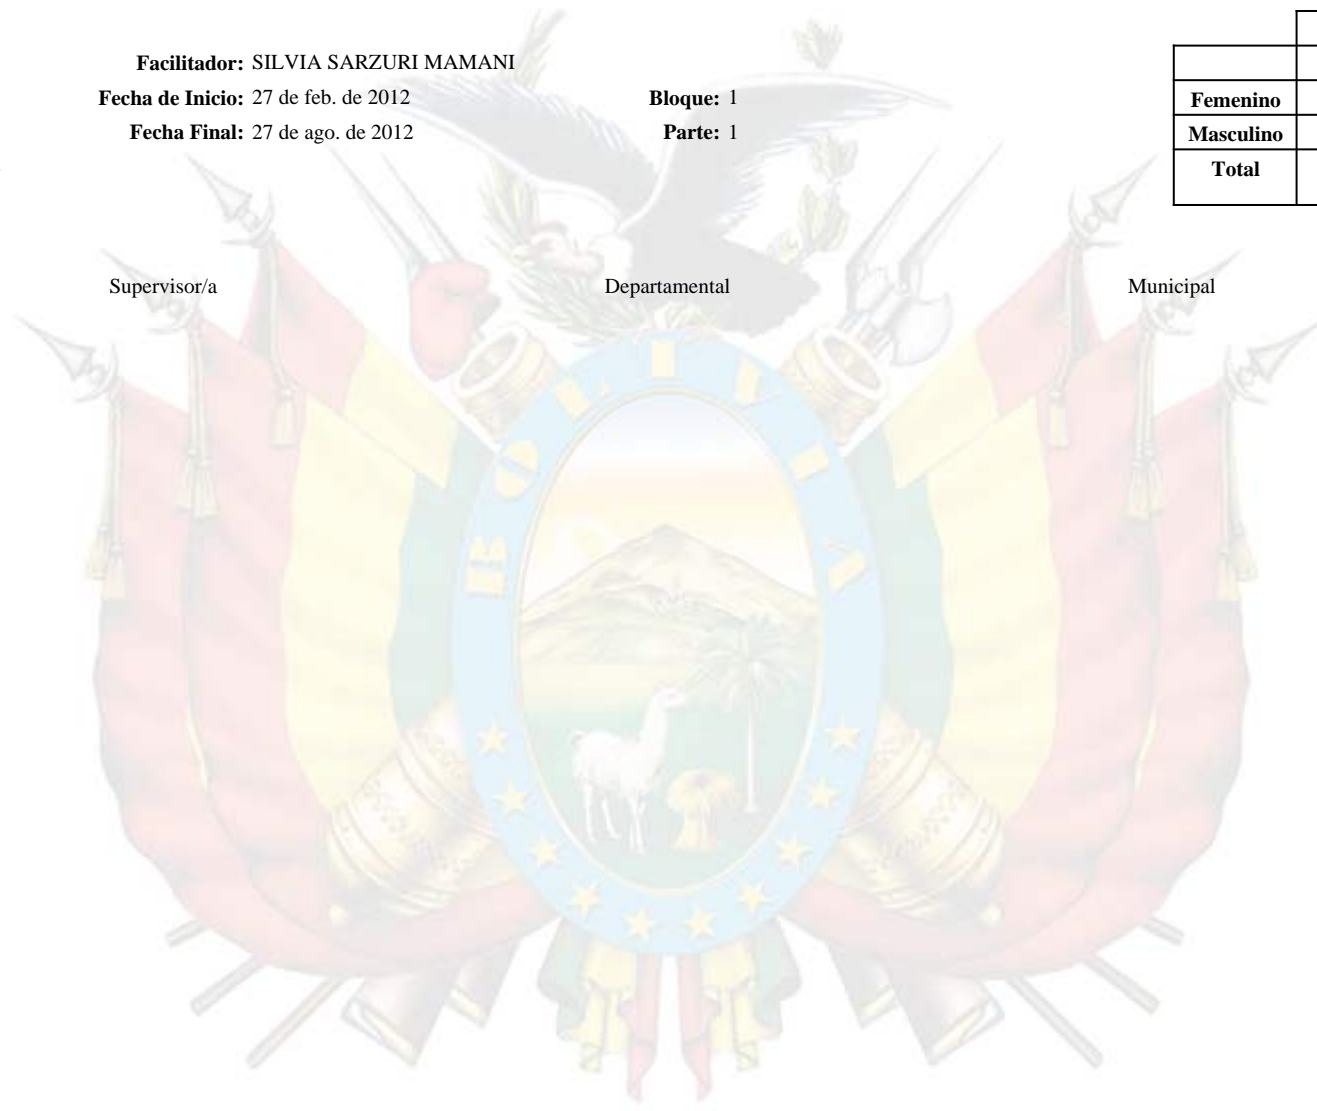 Facilitador: SILVIA SARZURI MAMANI
Fecha de Inicio: 27 de feb. de 2012 Bloque: 1
Femenino
Fecha Final: 27 de ago. de 2012 Parte: 1
Masculino
Total
Supervisor/a Departamental Municipal
BOLIVIA